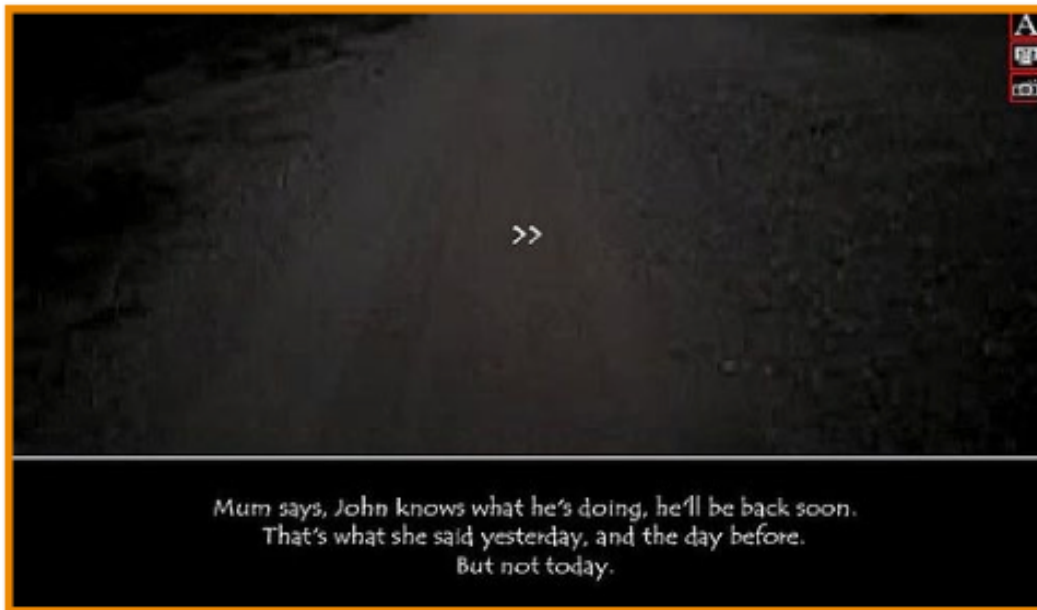 A
>>
Mum says, John knows what he's doing, he'll be back soon.
That's what she said yesterday, and the day before.
But not today.